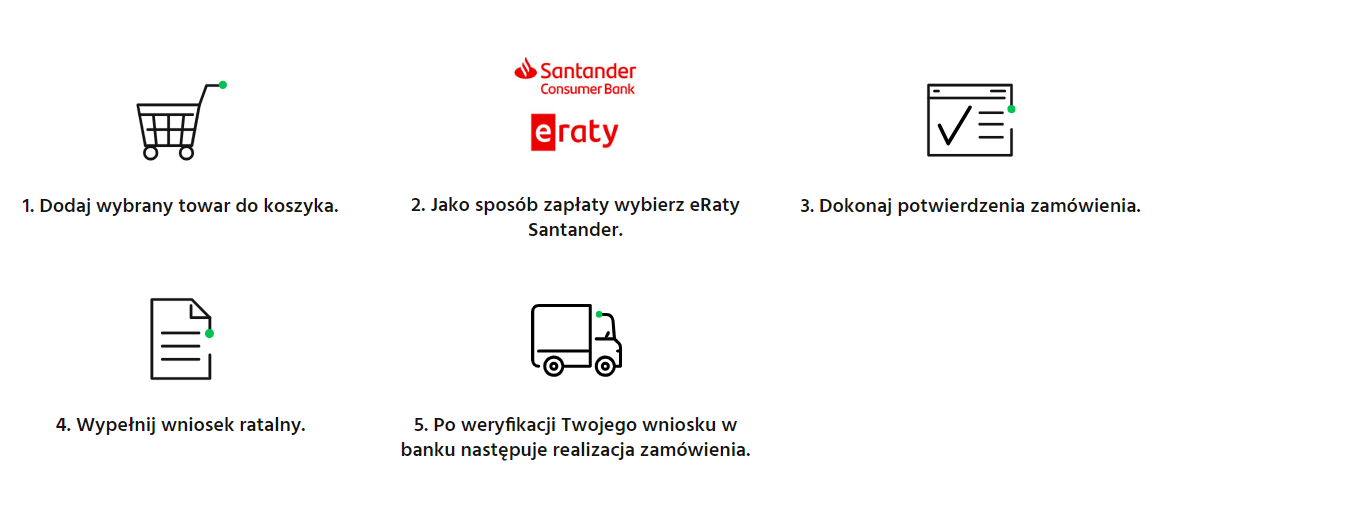 Santander
Consumer Bank
eraty
1. Dodaj wybrany towar do koszyka.
2. Jako sposób zapłaty wybierz eRaty
Santander.
3. Dokonaj potwierdzenia zamówienia.
4. Wypełnij wniosek ratalny.
5. Po weryfikacji Twojego wniosku w
banku następuje realizacja zamówienia.